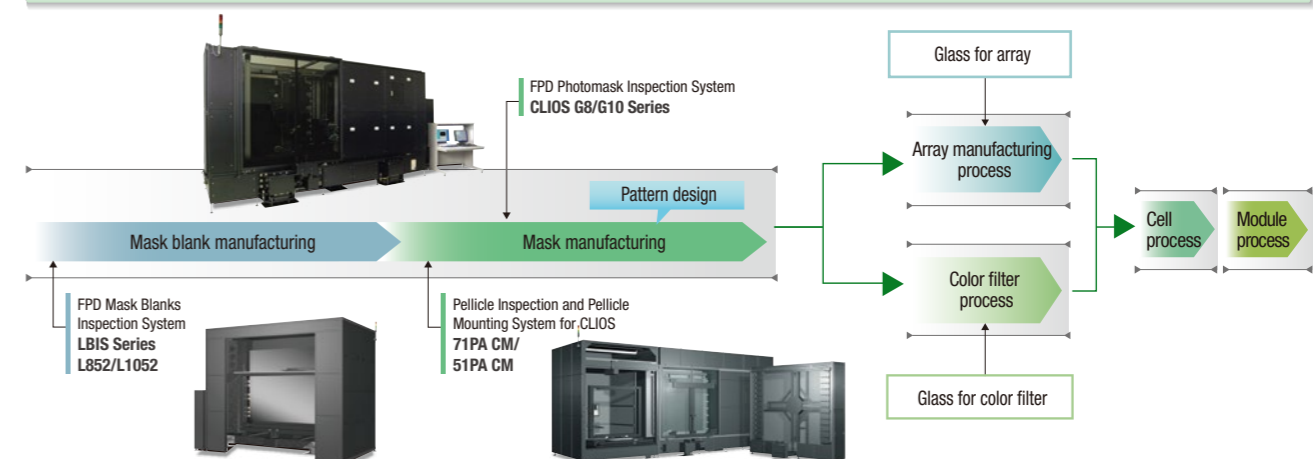 FPD Photomask Inspection System
CLIOS G8/G10 Series
Pattern design
Mask blank manufacturing
Mask manufacturing
FPD Mask Blanks
Inspection System
LBIS Series
L852/L1052
Pellicle Inspection and Pellicle
Mounting System for CLIOS
71PA CM/
51PA CM
Glass for array
Array manufacturing
process
Color filter
process
Glass for color filter
Cell
process
Module
process